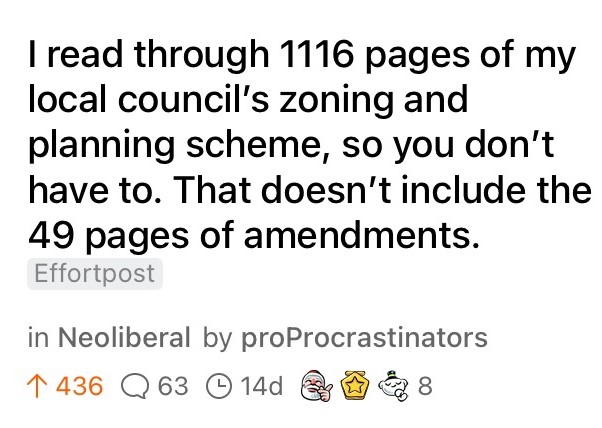 I read through 1116 pages of my
local council’s zoning and
planning scheme, so you don’t
have to. That doesn’t include the
49 pages of amendments.
Effortpost
in Neoliberal by proProcrastinators
436 63 14d 8